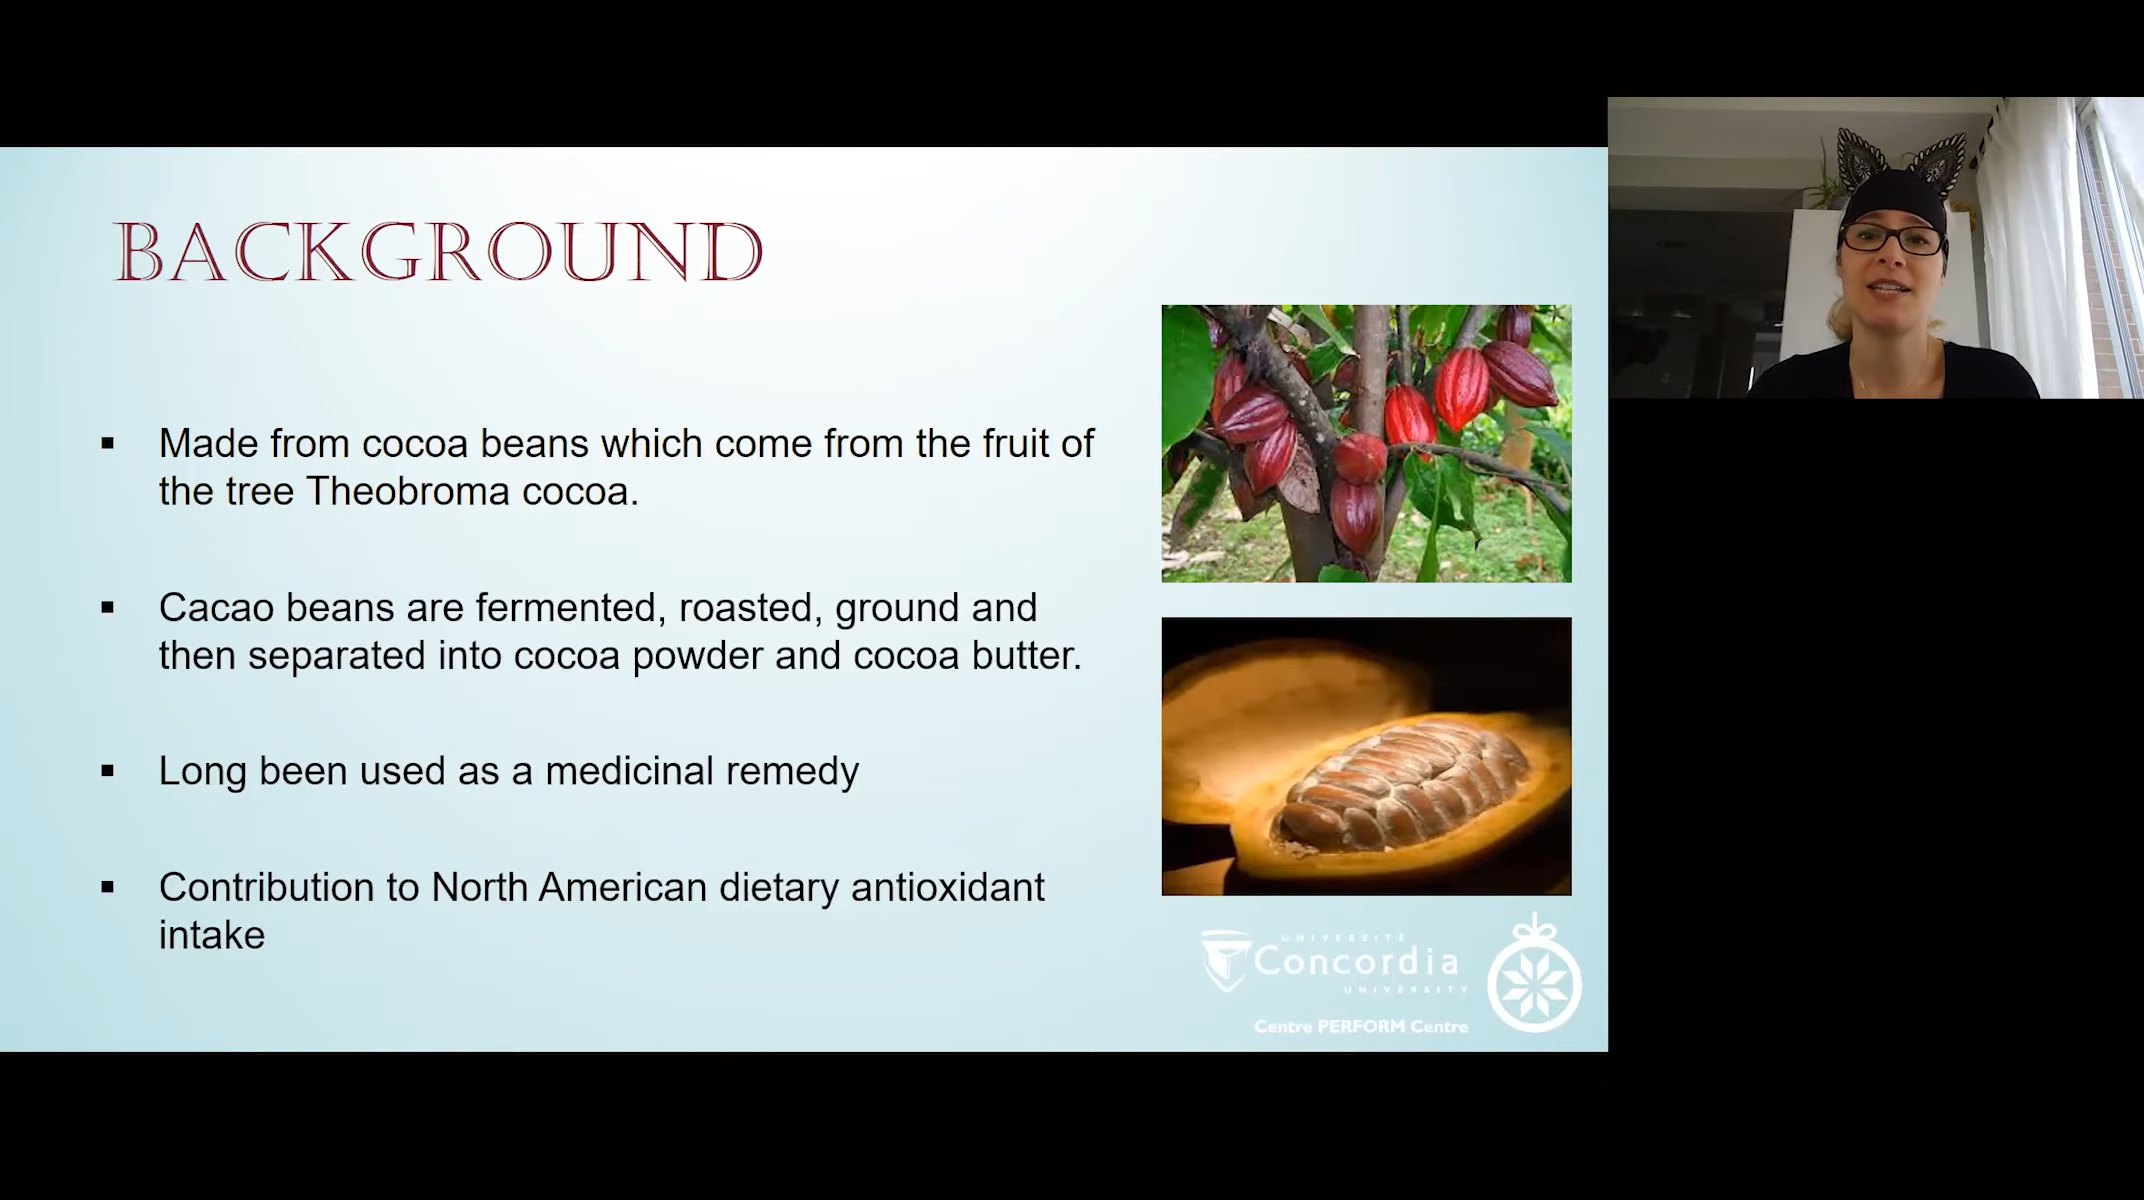 BACKGROUND
▪ Made from cocoa beans which come from the fruit of
the tree Theobroma cocoa.
▪ Cacao beans are fermented, roasted, ground and
then separated into cocoa powder and cocoa butter.
▪ Long been used as a medicinal remedy
▪ Contribution to North American dietary antioxidant
intake
UNIVERSITÉ
Concordia
UNIVERSITY
Centre PERFORM Centre